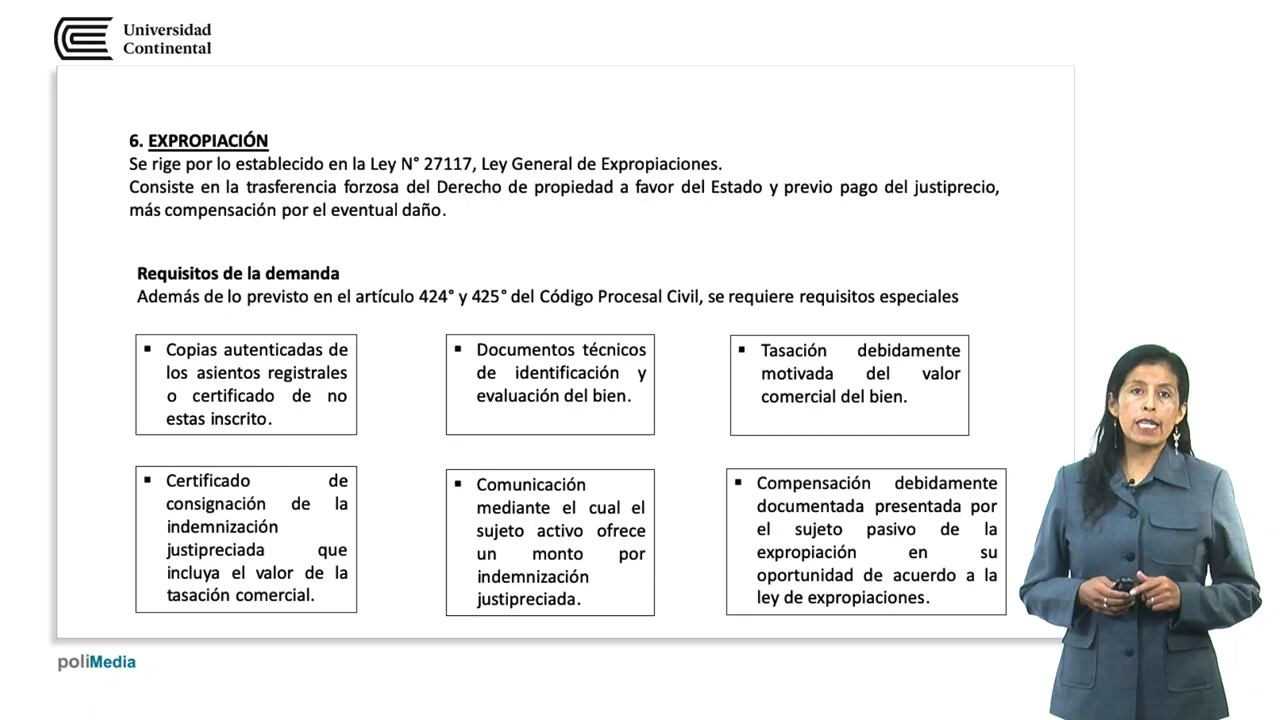 Universidad
Continental
6. EXPROPIACIÓN
Se rige por lo establecido en la Ley N° 27117, Ley General de Expropiaciones.
Consiste en la trasferencia forzosa del Derecho de propiedad a favor del Estado y previo pago del justiprecio,
más compensación por el eventual daño.
Requisitos de la demanda
Además de lo previsto en el artículo 424° y 425° del Código Procesal Civil, se requiere requisitos especiales
▪ Copias autenticadas de
los asientos registrales
o certificado de no
estas inscrito.
▪ Documentos técnicos
de identificación y
evaluación del bien.
▪ Tasación debidamente
motivada del valor
comercial del bien.
▪ Certificado de
consignación de la
indemnización
justipreciada que
incluya el valor de la
tasación comercial.
▪ Comunicación
mediante el cual el
sujeto activo ofrece
un monto por
indemnización
justipreciada.
▪ Compensación debidamente
documentada presentada por
el sujeto pasivo de la
expropiación en su
oportunidad de acuerdo a la
ley de expropiaciones.
poliMedia